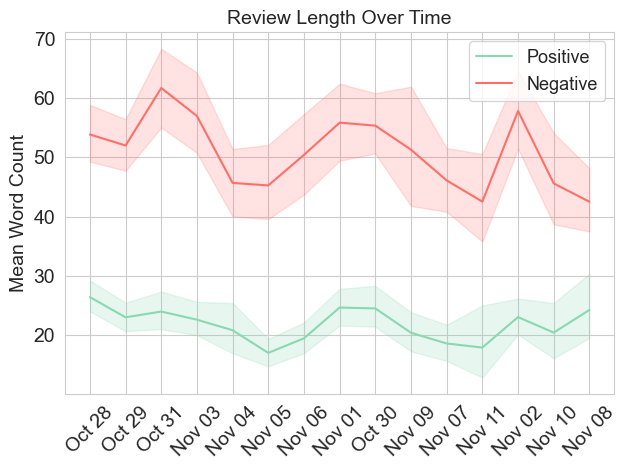 Review Length Over Time
Positive
Negative
Mean Word Count
70
60
50
40
30
20
Oct 28
Oct 29
Oct 31
Nov 03
Nov 04
Nov 05
Nov 06
Nov 01
Oct 30
Nov 09
Nov 07
Nov 11
Nov 02
Nov 10
Nov 08